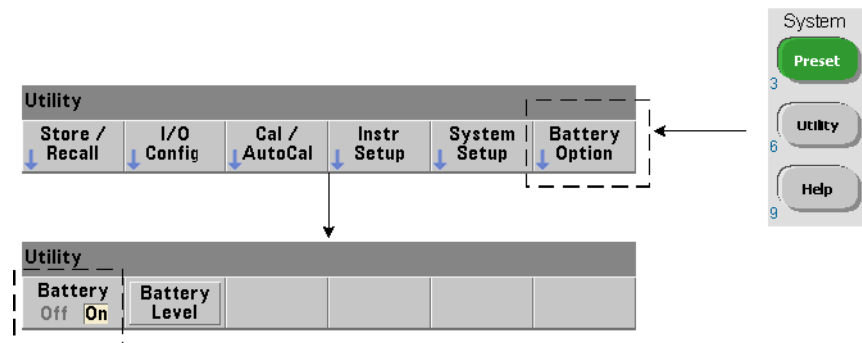 System
Preset
3
Utility
6
Help
9
Utility
Store / Recall
I/O Config
Cal / AutoCal
Instr Setup
System Setup
Battery Option
Utility
Battery
Off On
Battery Level